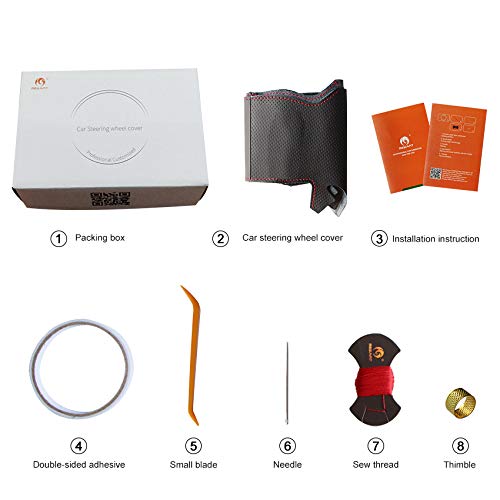 Car Steering wheel cover
Professional Customized
1 Packing box
2 Car steering wheel cover
3 Installation instruction
4 Double-sided adhesive
5 Small blade
6 Needle
7 Sew thread
8 Thimble